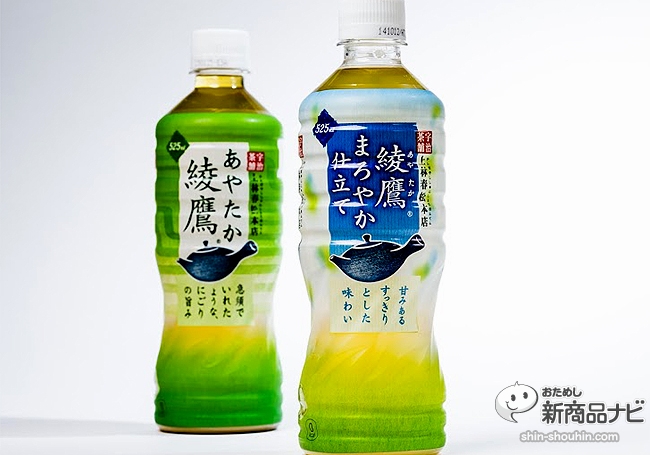 525ml
あやたか
綾鷹
®
宇治
茶舗
上林春松本店
急須で
いれた
ような、
にごり
の旨み
141012/
525ml
あやたか
綾鷹
®
まろやか
仕立て
宇治
茶舗
上林春松本店
甘みある
すっきり
とした
味わい
おためし
新商品ナビ
shin-shouhin.com